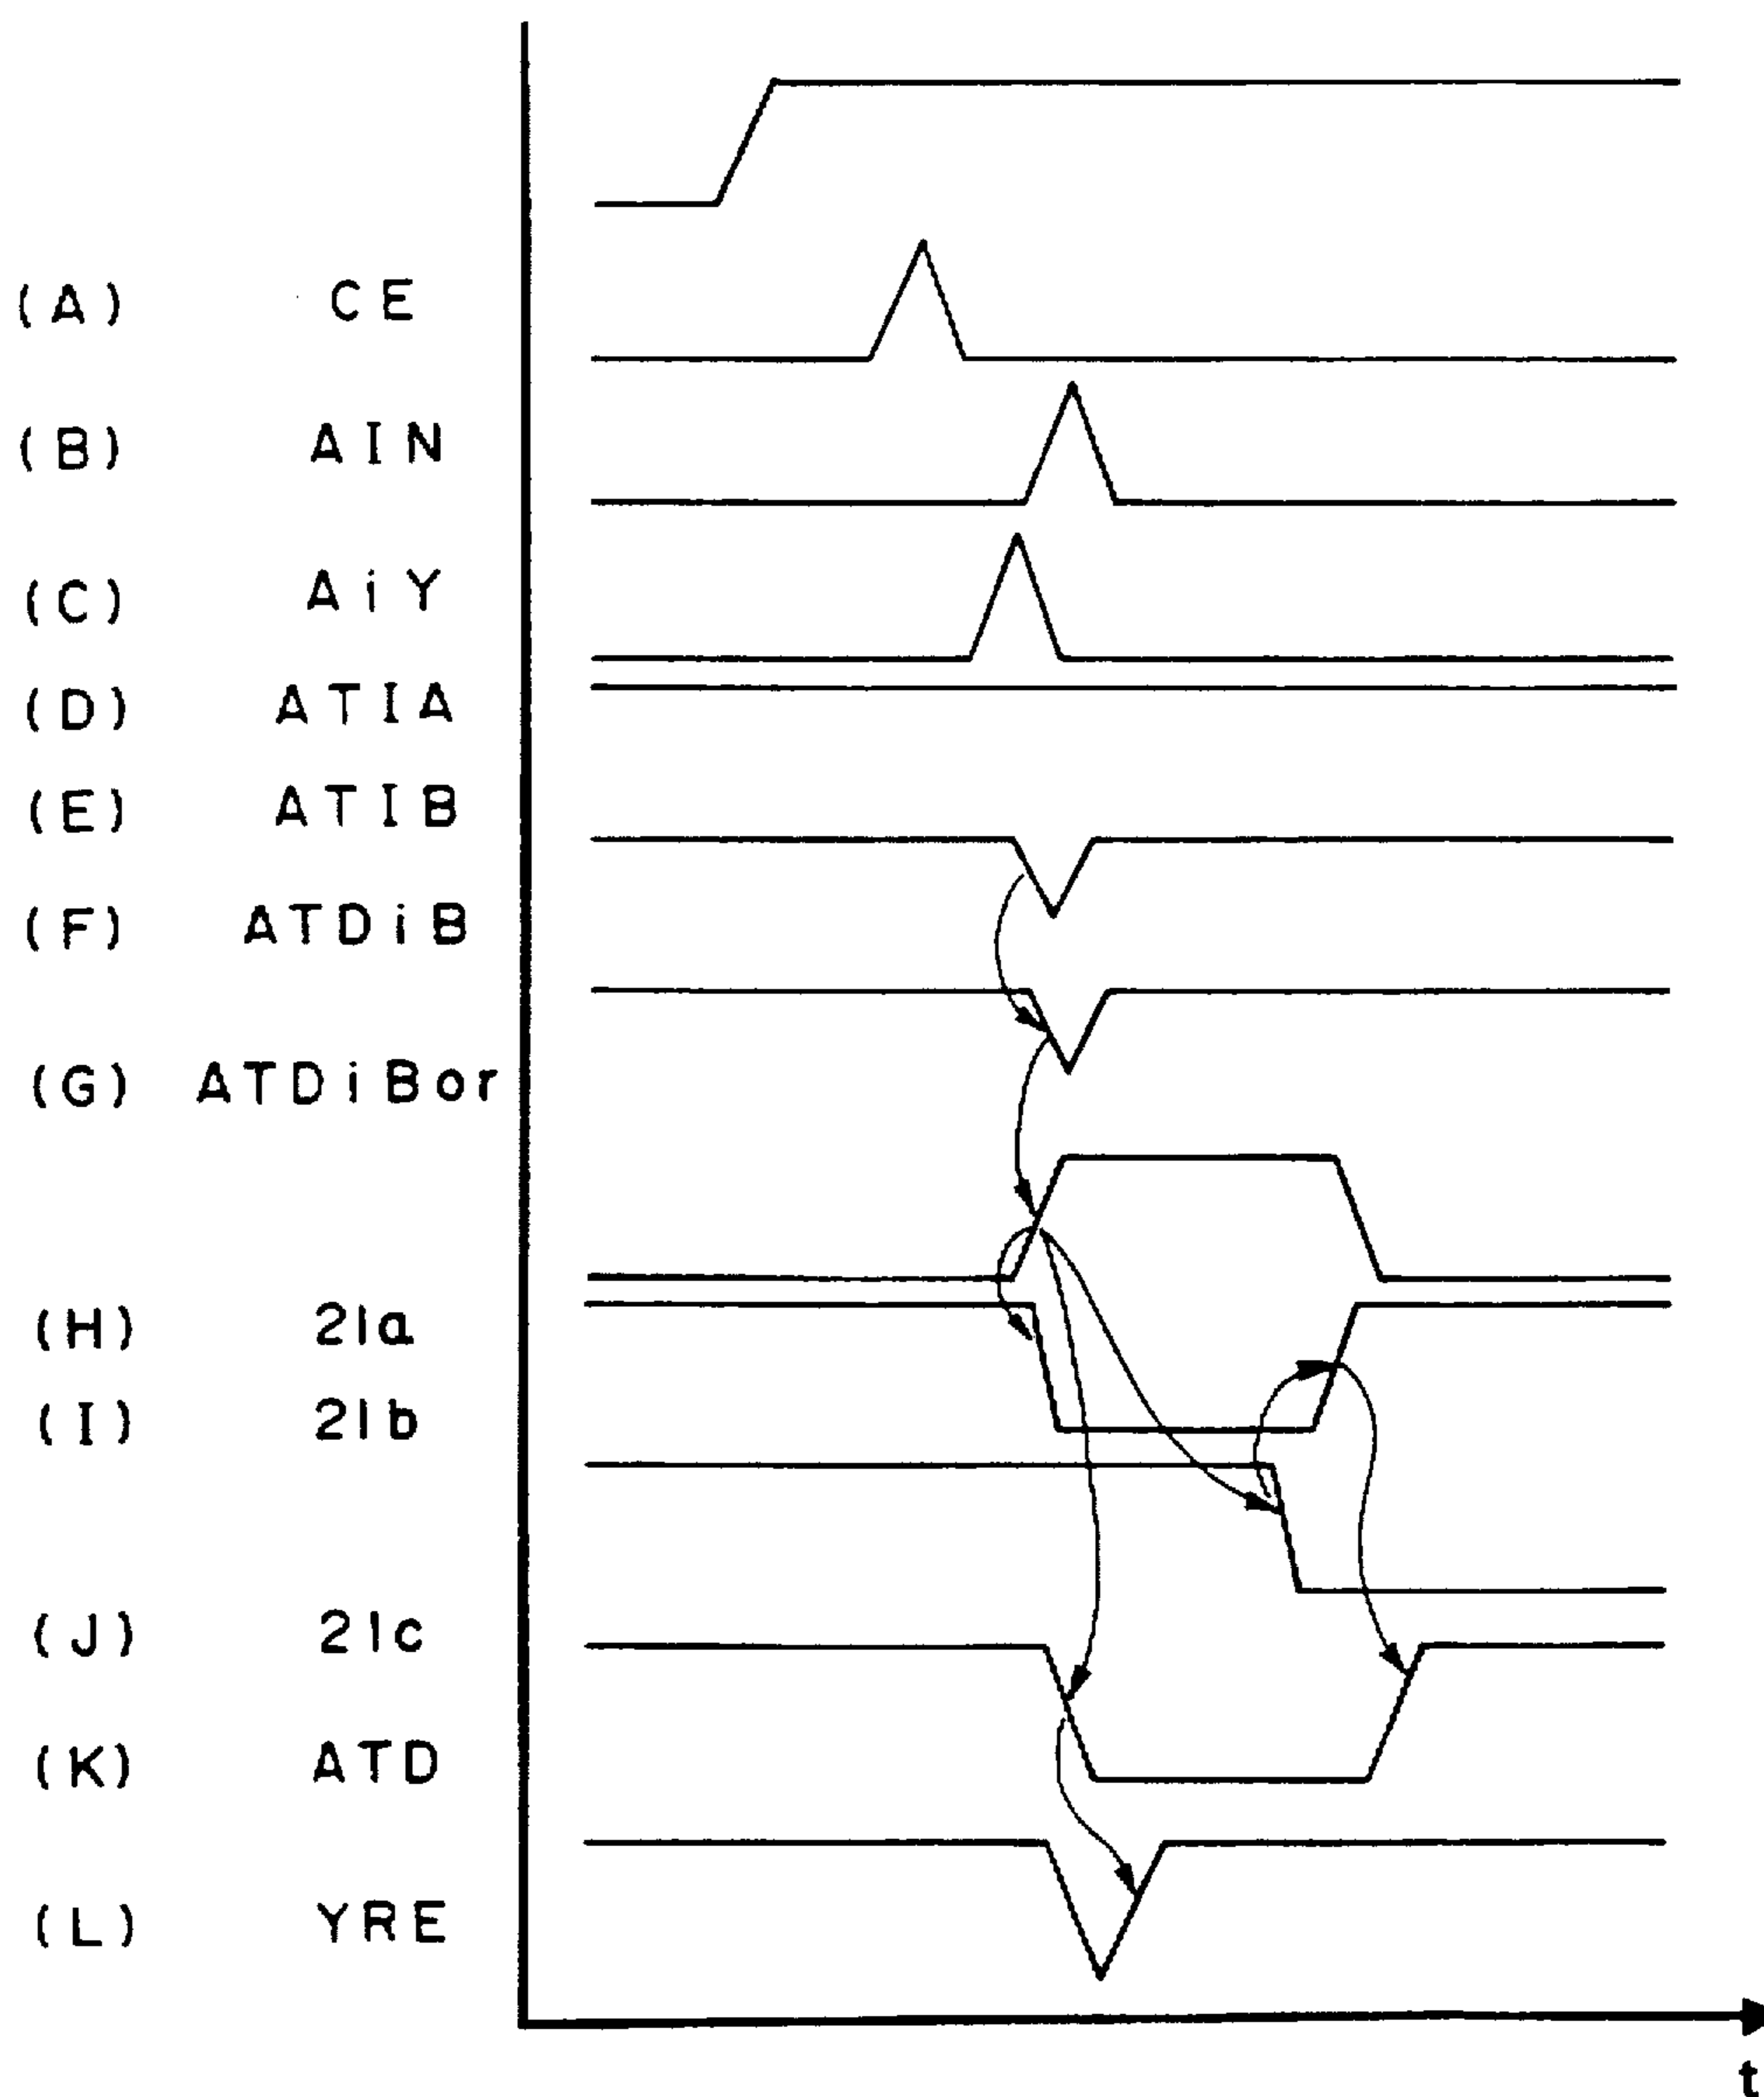 (A) CE
(B) AIN
(C) AiY
(D) ATIA
(E) ATIB
(F) ATDiB
(G) ATDiBor
(H) 21a
(I) 21b
(J) 21c
(K) ATD
(L) YRE
t